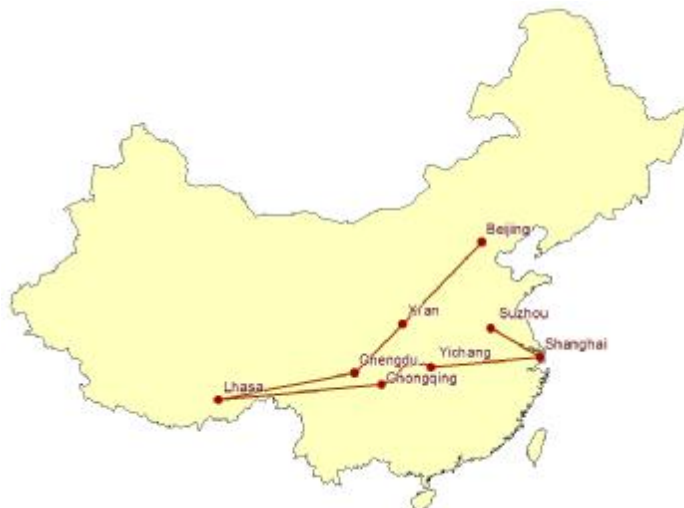 Beijing
Xi'an
Suzhou
Shanghai
Yichang
Chengdu
Chongqing
Lhasa